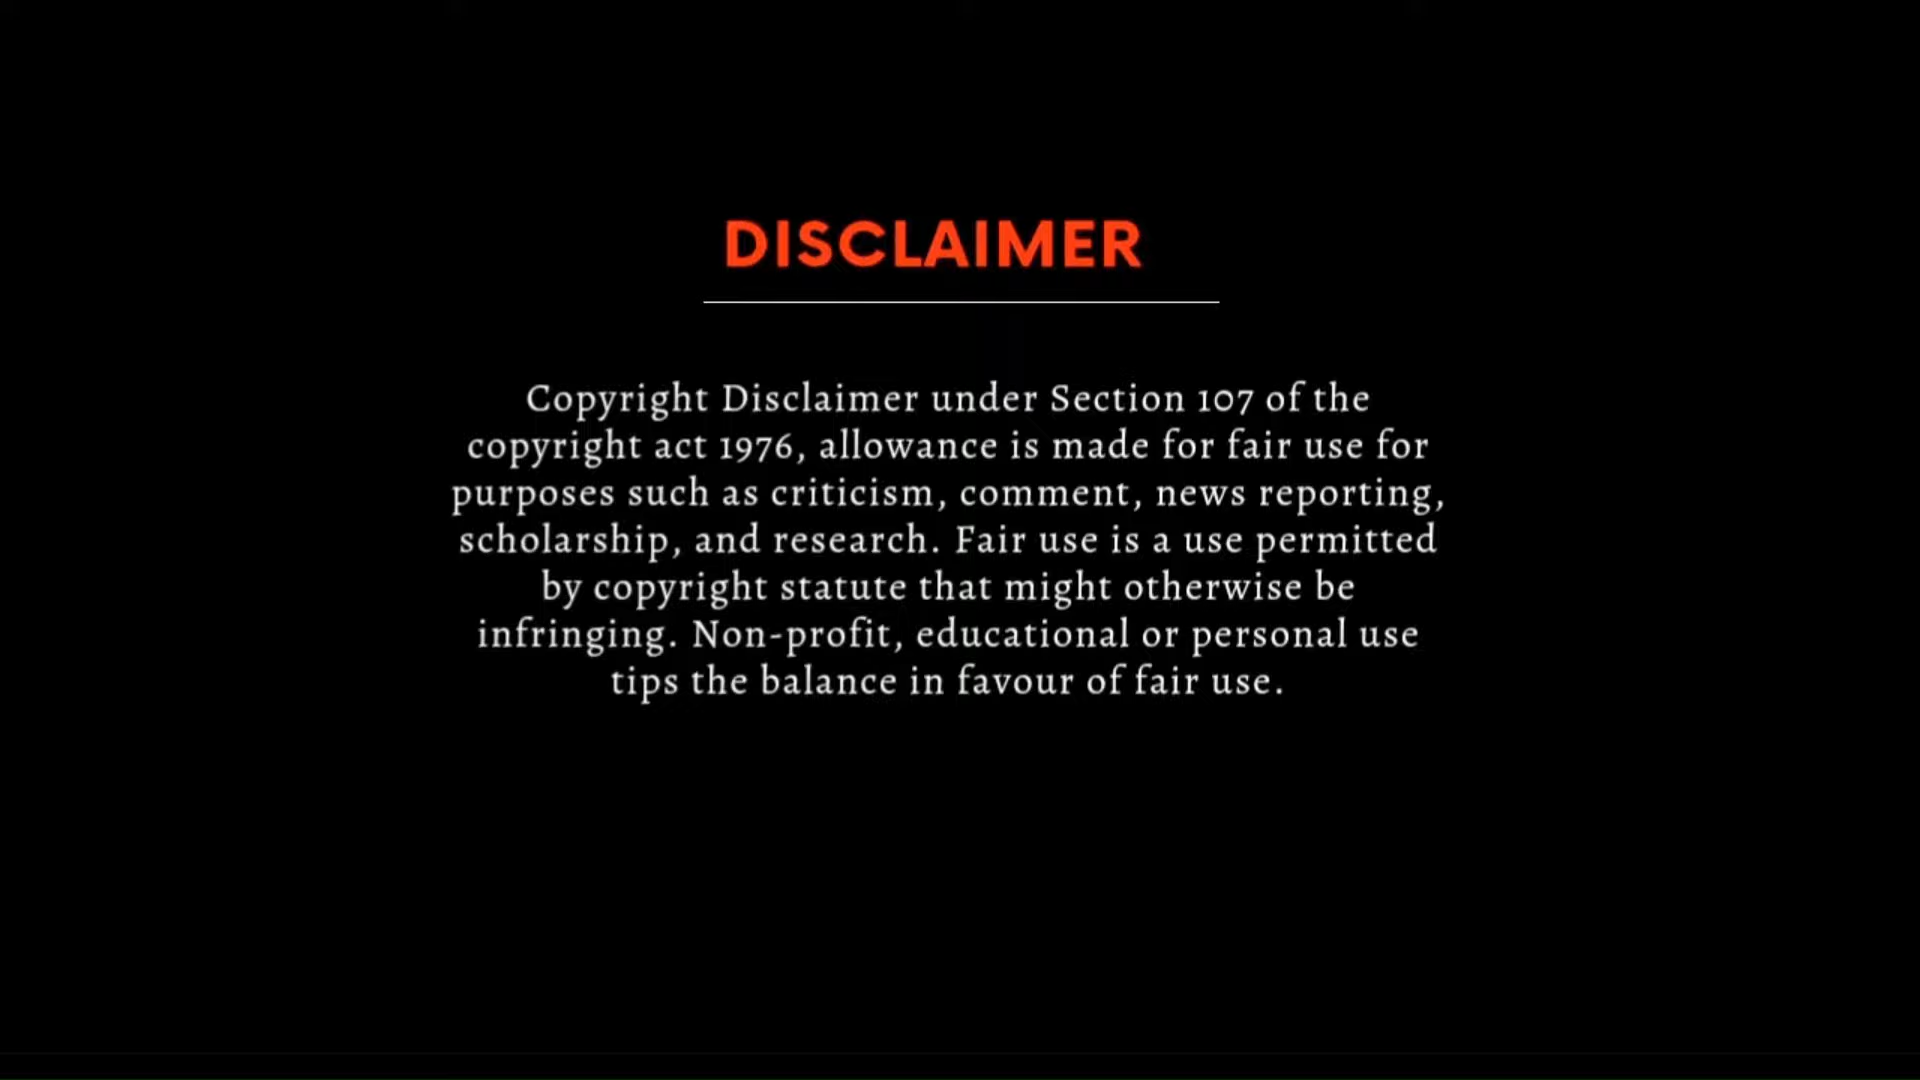 DISCLAIMER
Copyright Disclaimer under Section 107 of the
copyright act 1976, allowance is made for fair use for
purposes such as criticism, comment, news reporting,
scholarship, and research. Fair use is a use permitted
by copyright statute that might otherwise be
infringing. Non-profit, educational or personal use
tips the balance in favour of fair use.